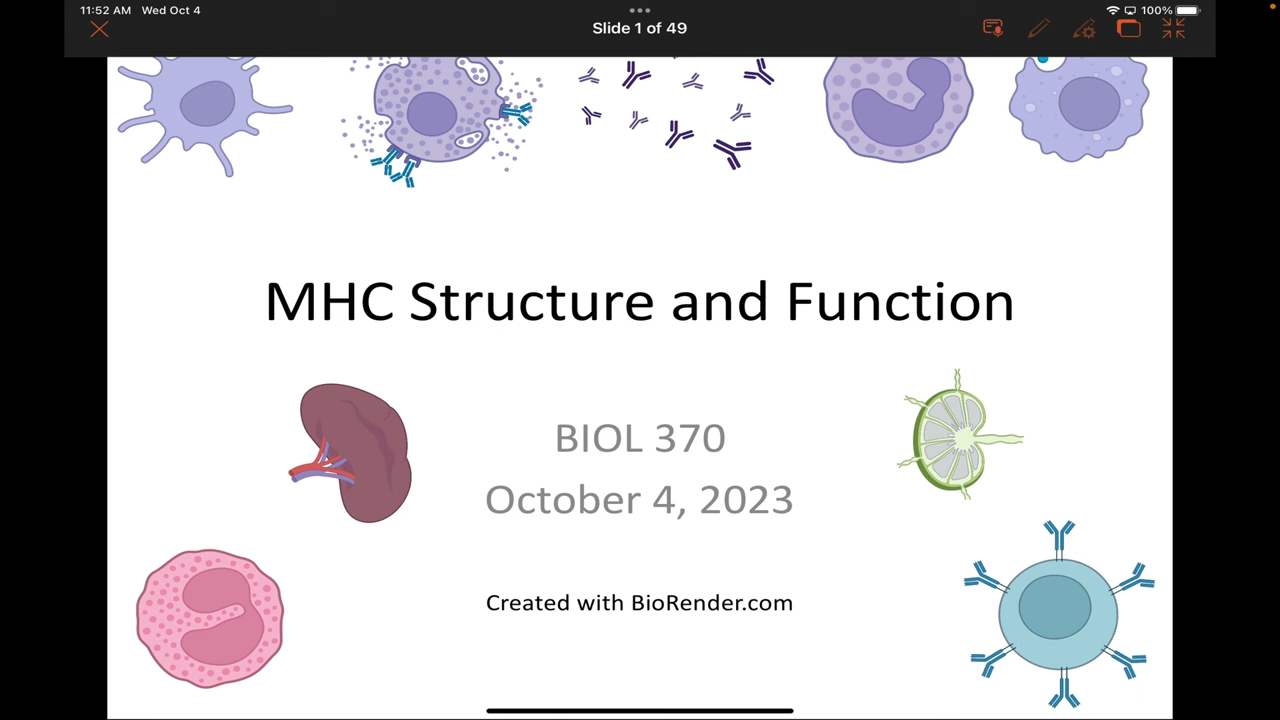 11:52 AM Wed Oct 4
100%
Slide 1 of 49
MHC Structure and Function
BIOL 370
October 4, 2023
Created with BioRender.com